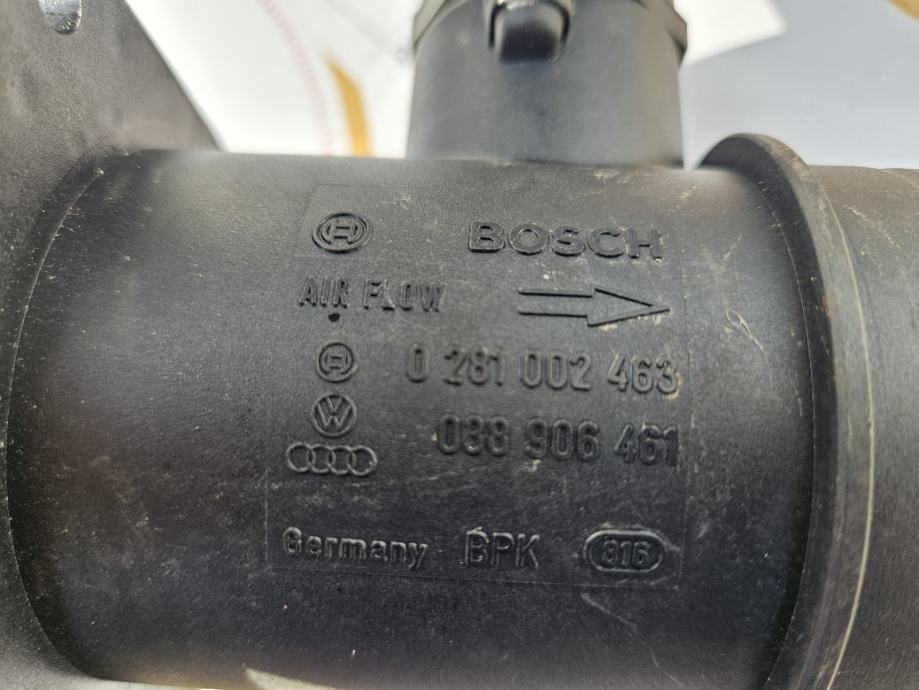 BOSCH
AIR FLOW
0 281 002 463
038 906 461
Germany BPK 816